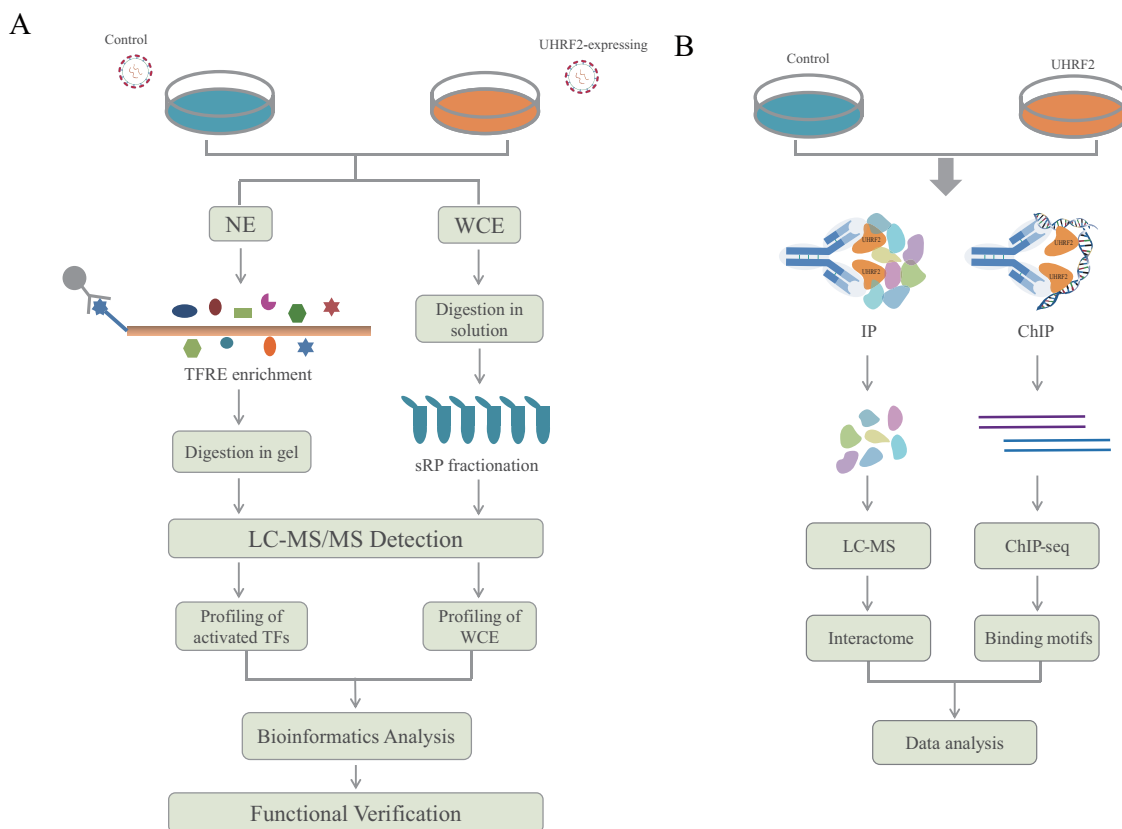 A
Control
UHRF2-expressing
NE
WCE
TFRE enrichment
Digestion in
solution
Digestion in gel
sRP fractionation
LC-MS/MS Detection
Profiling of
activated TFs
Profiling of
WCE
Bioinformatics Analysis
Functional Verification
B
Control
UHRF2
UHRF2
UHRF2
UHRF2
UHRF2
IP
ChIP
LC-MS
ChIP-seq
Interactome
Binding motifs
Data analysis